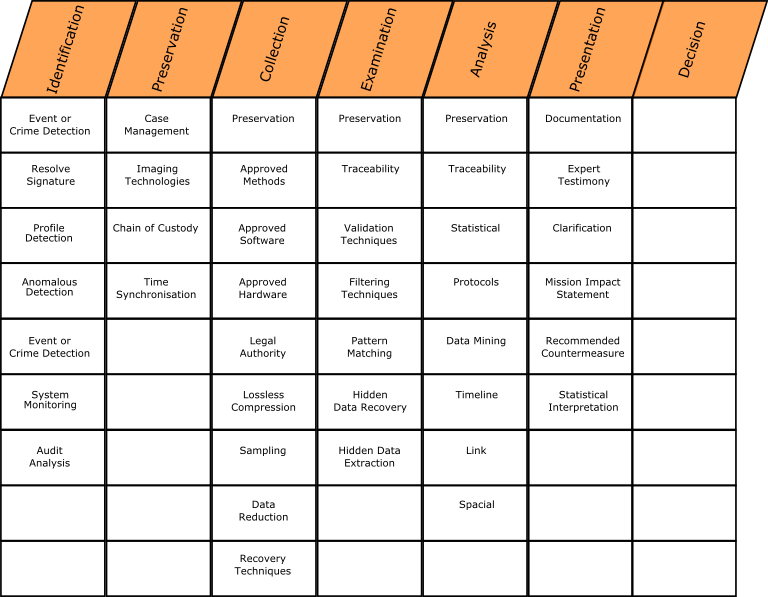 Identification
Preservation
Collection
Examination
Analysis
Presentation
Decision
Event or
Crime Detection
Case
Management
Preservation
Preservation
Preservation
Documentation
Resolve
Signature
Imaging
Technologies
Approved
Methods
Traceability
Traceability
Expert
Testimony
Profile
Detection
Chain of Custody
Approved
Software
Validation
Techniques
Statistical
Clarification
Anomalous
Detection
Time
Synchronisation
Approved
Hardware
Filtering
Techniques
Protocols
Mission Impact
Statement
Event or
Crime Detection
Legal
Authority
Pattern
Matching
Data Mining
Recommended
Countermeasure
System
Monitoring
Lossless
Compression
Hidden
Data Recovery
Timeline
Statistical
Interpretation
Audit
Analysis
Sampling
Hidden Data
Extraction
Link
Data
Reduction
Spacial
Recovery
Techniques